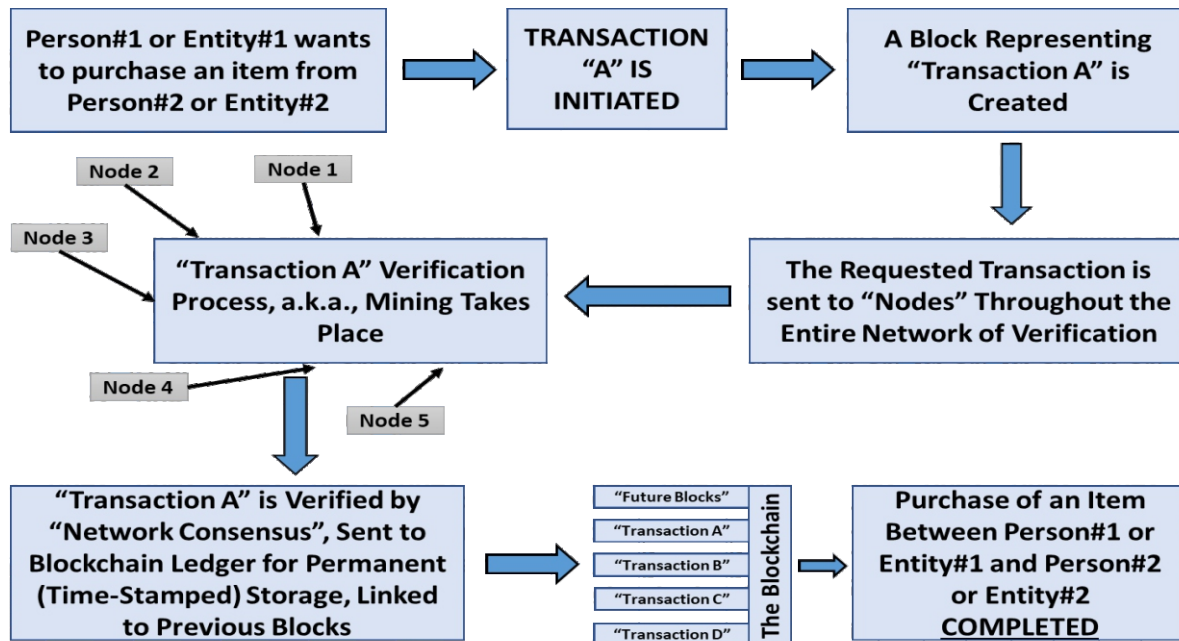 Person#1 or Entity#1 wants
to purchase an item from
Person#2 or Entity#2
TRANSACTION
“A” IS
INITIATED
A Block Representing
“Transaction A” is
Created
Node 2
Node 1
Node 3
“Transaction A” Verification
Process, a.k.a., Mining Takes
Place
The Requested Transaction is
sent to “Nodes” Throughout the
Entire Network of Verification
Node 4
Node 5
“Transaction A” is Verified by
“Network Consensus”, Sent to
Blockchain Ledger for Permanent
(Time-Stamped) Storage, Linked
to Previous Blocks
“Future Blocks”
“Transaction A”
“Transaction B”
“Transaction C”
“Transaction D”
The Blockchain
Purchase of an Item
Between Person#1 or
Entity#1 and Person#2
or Entity#2
COMPLETED